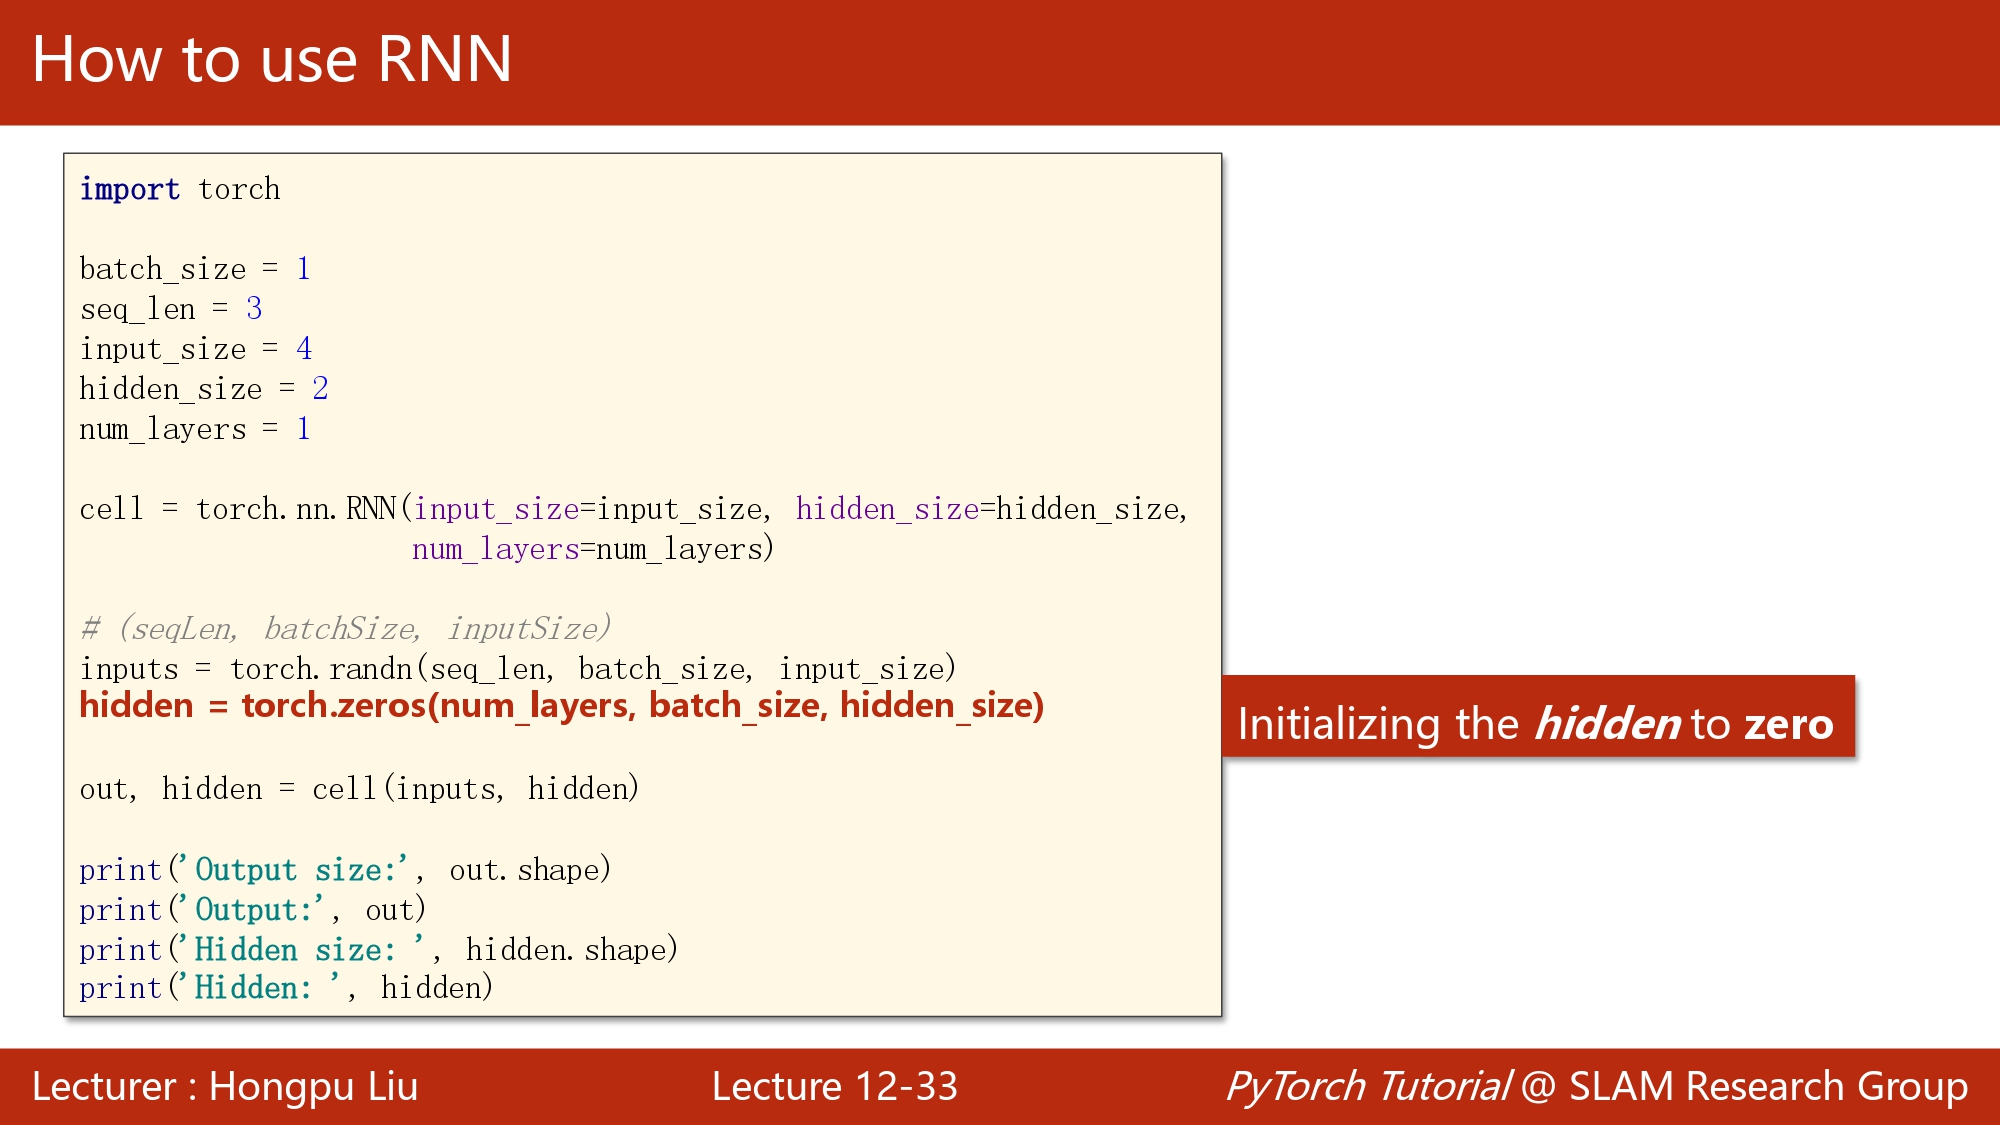 How to use RNN
import torch
batch_size = 1
seq_len = 3
input_size = 4
hidden_size = 2
num_layers = 1
cell = torch.nn.RNN(input_size=input_size, hidden_size=hidden_size,
num_layers=num_layers)
# (seqLen, batchSize, inputSize)
inputs = torch.randn(seq_len, batch_size, input_size)
hidden = torch.zeros(num_layers, batch_size, hidden_size)
Initializing the hidden to zero
out, hidden = cell(inputs, hidden)
print('Output size:', out.shape)
print('Output:', out)
print('Hidden size: ', hidden.shape)
print('Hidden: ', hidden)
Lecturer : Hongpu Liu
Lecture 12-33
PyTorch Tutorial @ SLAM Research Group